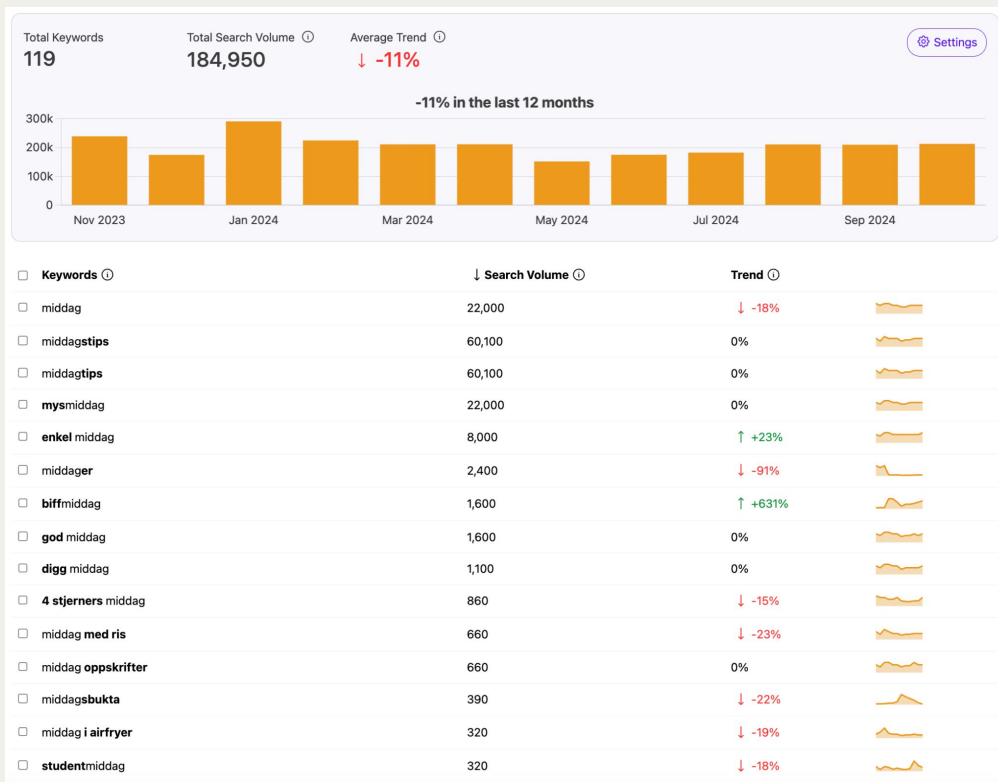 Total Keywords
119
Total Search Volume
184,950
Average Trend
↓ -11%
Settings
-11% in the last 12 months
300k
200k
100k
0
Nov 2023 Jan 2024 Mar 2024 May 2024 Jul 2024 Sep 2024
Keywords ↓ Search Volume Trend
middag 22,000 ↓ -18%
middagstips 60,100 0%
middagtips 60,100 0%
mysmiddag 22,000 0%
enkel middag 8,000 ↑ +23%
middager 2,400 ↓ -91%
biffmiddag 1,600 ↑ +631%
god middag 1,600 0%
digg middag 1,100 0%
4 stjerners middag 860 ↓ -15%
middag med ris 660 ↓ -23%
middag oppskrifter 660 0%
middagsbukta 390 ↓ -22%
middag i airfryer 320 ↓ -19%
studentmiddag 320 ↓ -18%